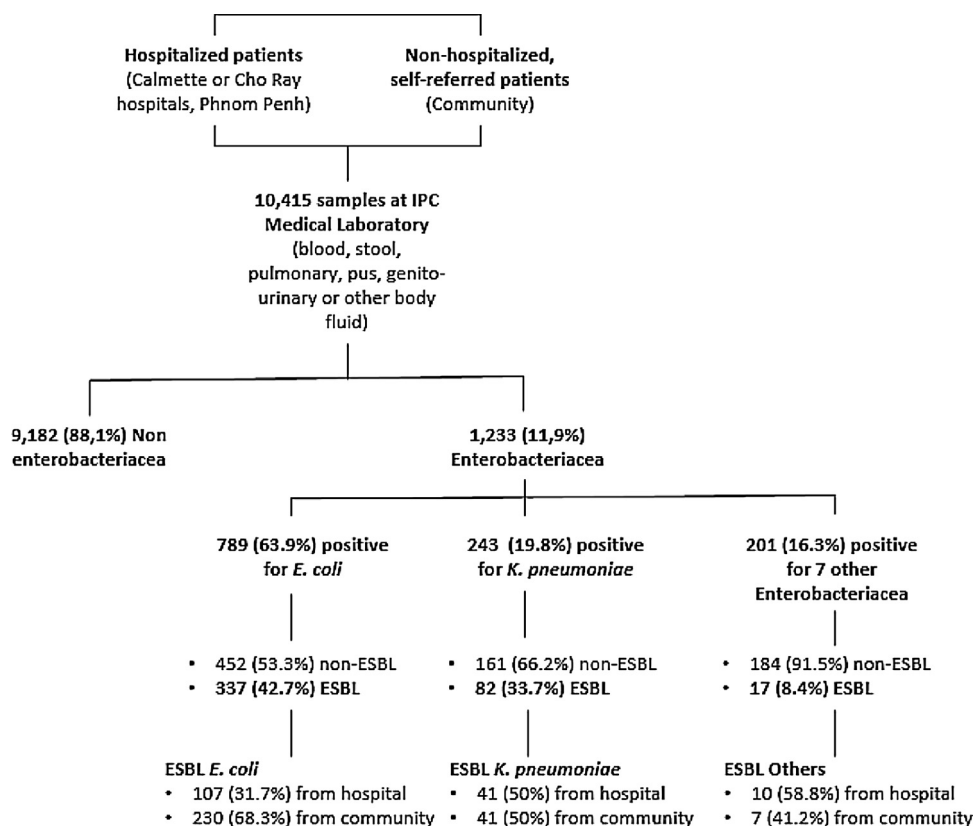 Hospitalized patients
(Calmette or Cho Ray
hospitals, Phnom Penh)
Non-hospitalized,
self-referred patients
(Community)
10,415 samples at IPC
Medical Laboratory
(blood, stool,
pulmonary, pus, genito-
urinary or other body
fluid)
9,182 (88,1%) Non
enterobacteriacea
1,233 (11,9%)
Enterobacteriacea
789 (63.9%) positive
for E. coli
243 (19.8%) positive
for K. pneumoniae
201 (16.3%) positive
for 7 other
Enterobacteriacea
• 452 (53.3%) non-ESBL
• 337 (42.7%) ESBL
• 161 (66.2%) non-ESBL
• 82 (33.7%) ESBL
• 184 (91.5%) non-ESBL
• 17 (8.4%) ESBL
ESBL E. coli
• 107 (31.7%) from hospital
• 230 (68.3%) from community
ESBL K. pneumoniae
• 41 (50%) from hospital
• 41 (50%) from community
ESBL Others
• 10 (58.8%) from hospital
• 7 (41.2%) from community